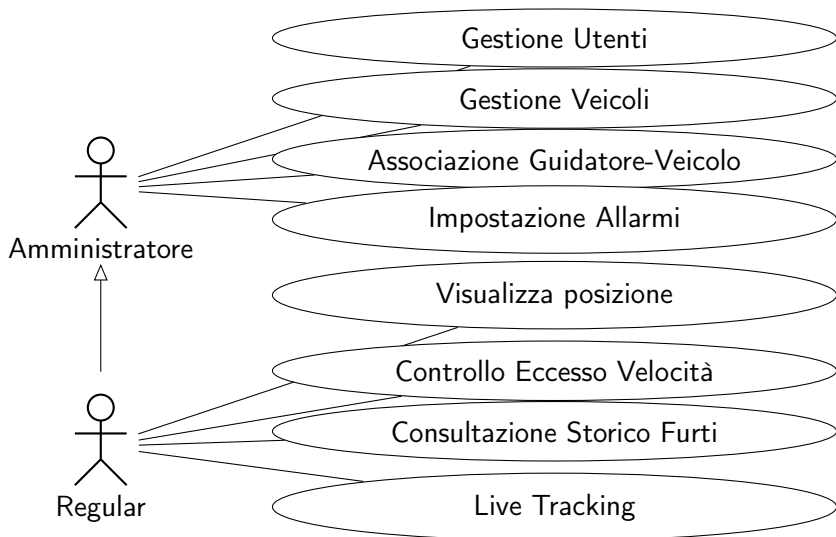 Gestione Utenti
Gestione Veicoli
Associazione Guidatore-Veicolo
Impostazione Allarmi
Amministratore
Visualizza posizione
Controllo Eccesso Velocità
Consultazione Storico Furti
Live Tracking
Regular